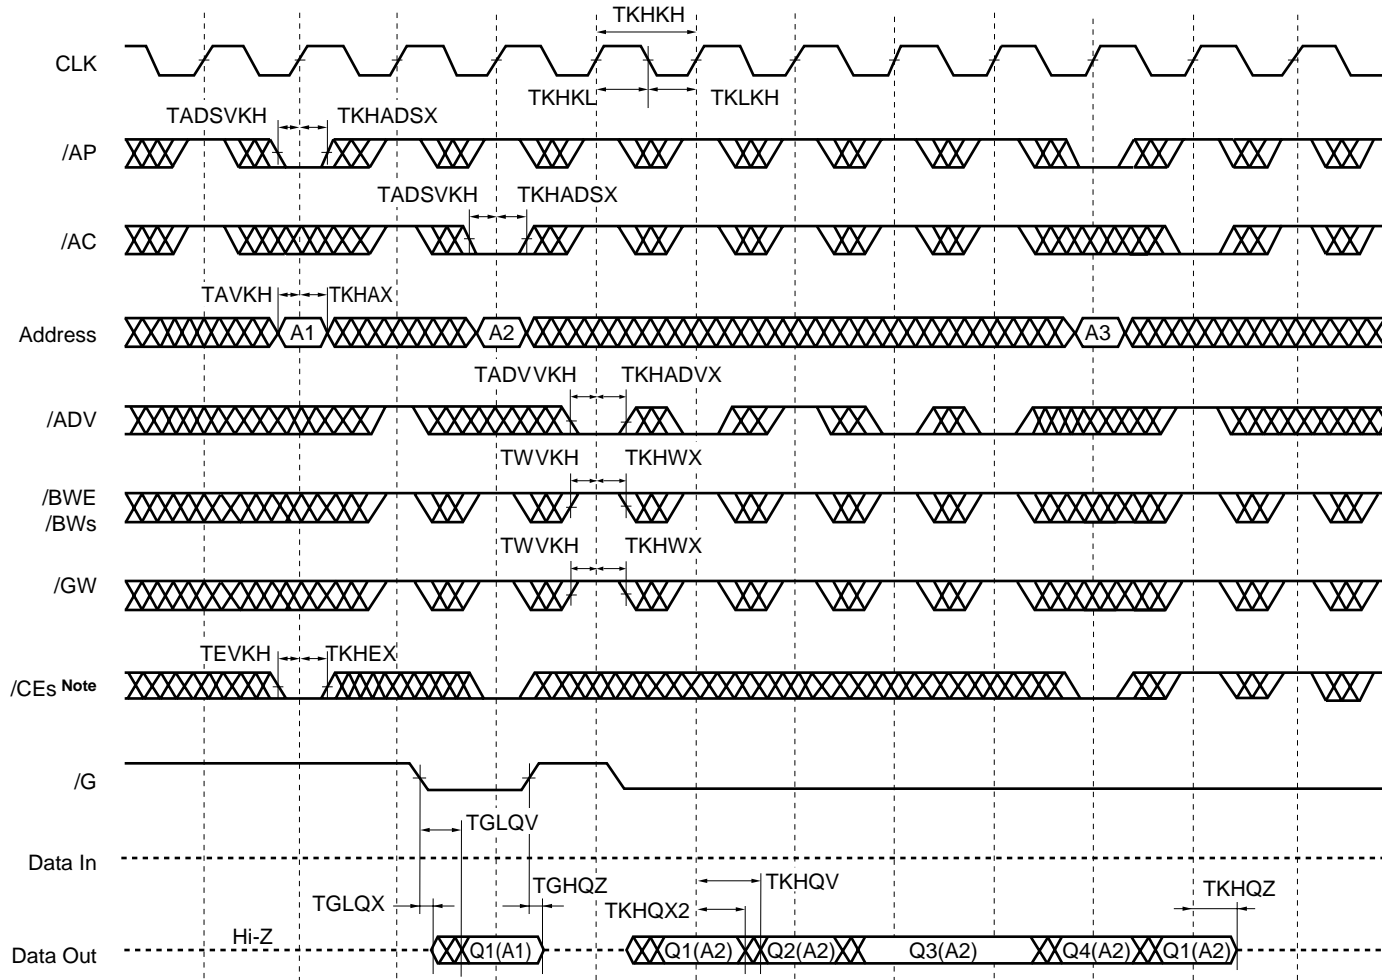 TKHKH
CLK
TKHKL TKLKH
TADSVKH TKHADSX
/AP
TADSVKH TKHADSX
/AC
TAVKH TKHAX
Address A1 A2 A3
TADVVKH TKHADVX
/ADV
TWVKH TKHWX
/BWE
/BWs
TWVKH TKHWX
/GW
TEVKH TKHEX
/CEs Note
/G
TGLQV
Data In
TGHQZ TKHQV TKHQZ
TGLQX TKHQX2
Hi-Z
Data Out Q1(A1) Q1(A2) Q2(A2) Q3(A2) Q4(A2) Q1(A2)